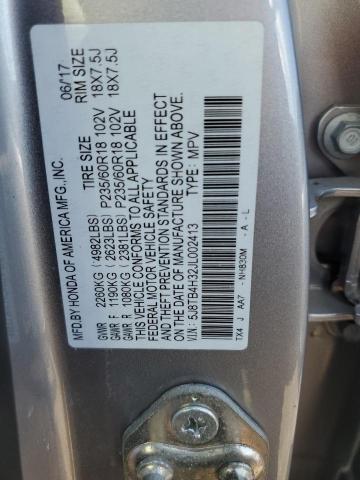 MFD.BY HONDA OF AMERICA MFG.,INC. 06/17
TIRE SIZE RIM SIZE
GVWR 2260KG (4982LBS)
GAWR F 1190KG (2623LBS) P235/60R18 102V 18X7.5J
GAWR R 1080KG (2381LBS) P235/60R18 102V 18X7.5J
THIS VEHICLE CONFORMS TO ALL APPLICABLE
FEDERAL MOTOR VEHICLE SAFETY
AND THEFT PREVENTION STANDARDS IN EFFECT
ON THE DATE OF MANUFACTURE SHOWN ABOVE.
5J8TB4H32JL002413 TYPE: MPV
TX4 J AA7 - NH830M - A - L